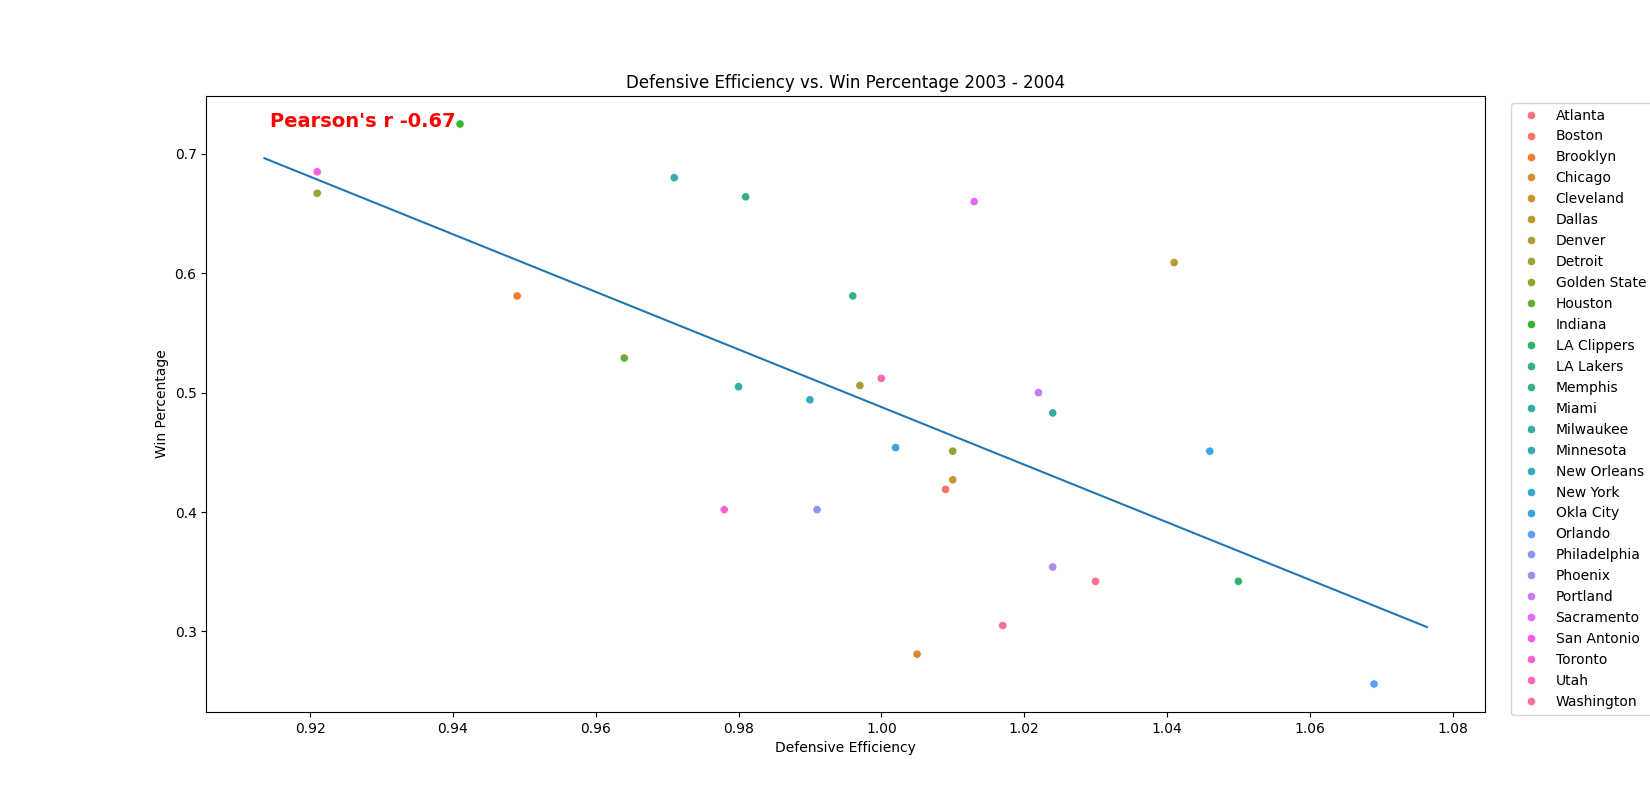 Defensive Efficiency vs. Win Percentage 2003 - 2004
Pearson's r -0.67
Win Percentage
0.7
0.6
0.5
0.4
0.3
0.92 0.94 0.96 0.98 1.00 1.02 1.04 1.06 1.08
Defensive Efficiency
Atlanta
Boston
Brooklyn
Chicago
Cleveland
Dallas
Denver
Detroit
Golden State
Houston
Indiana
LA Clippers
LA Lakers
Memphis
Miami
Milwaukee
Minnesota
New Orleans
New York
Okla City
Orlando
Philadelphia
Phoenix
Portland
Sacramento
San Antonio
Toronto
Utah
Washington